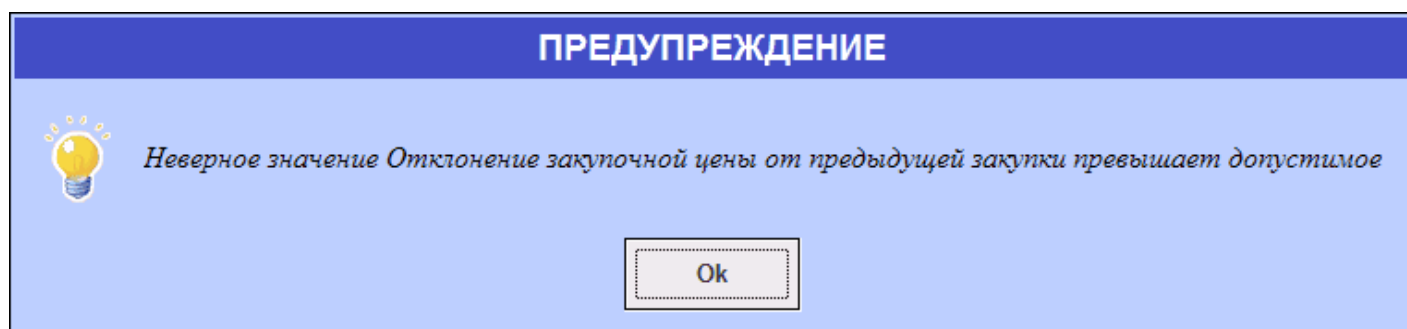 ПРЕДУПРЕЖДЕНИЕ
Неверное значение Отклонение закупочной цены от предыдущей закупки превышает допустимое
Ok